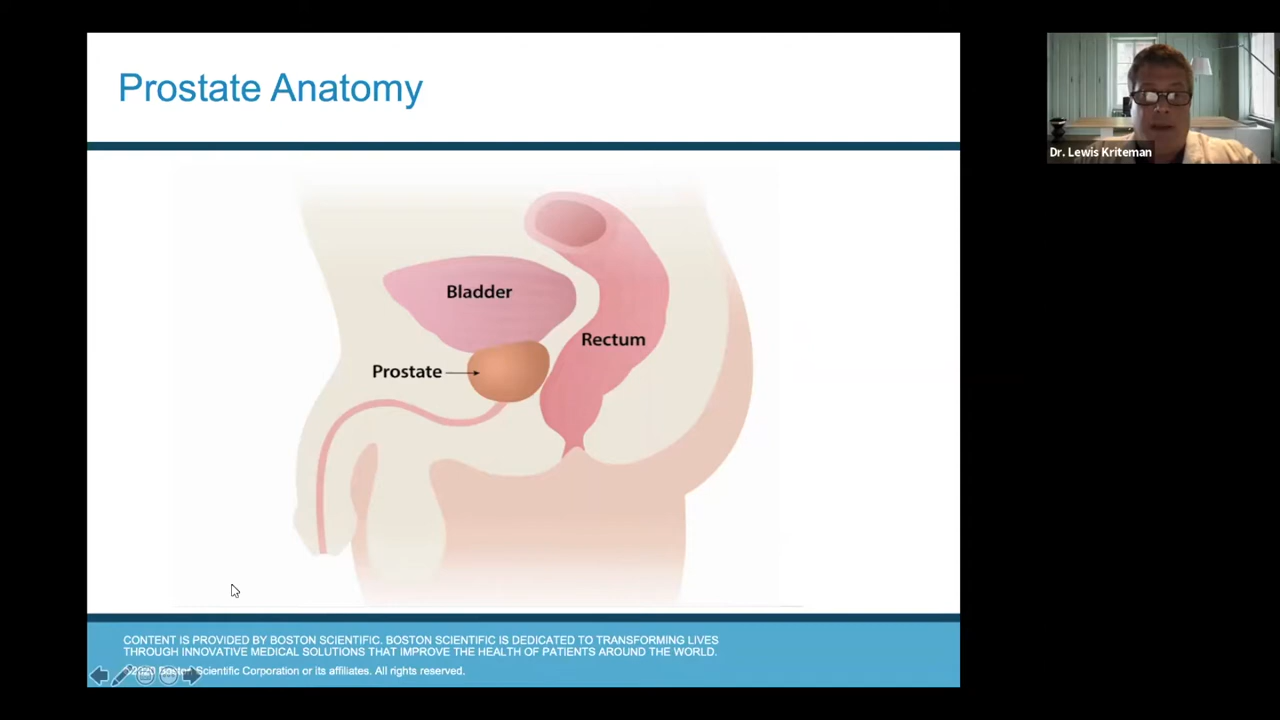 Prostate Anatomy
Dr. Lewis Kriteman
Bladder
Rectum
Prostate
CONTENT IS PROVIDED BY BOSTON SCIENTIFIC. BOSTON SCIENTIFIC IS DEDICATED TO TRANSFORMING LIVES
THROUGH INNOVATIVE MEDICAL SOLUTIONS THAT IMPROVE THE HEALTH OF PATIENTS AROUND THE WORLD.
©2020 Boston Scientific Corporation or its affiliates. All rights reserved.